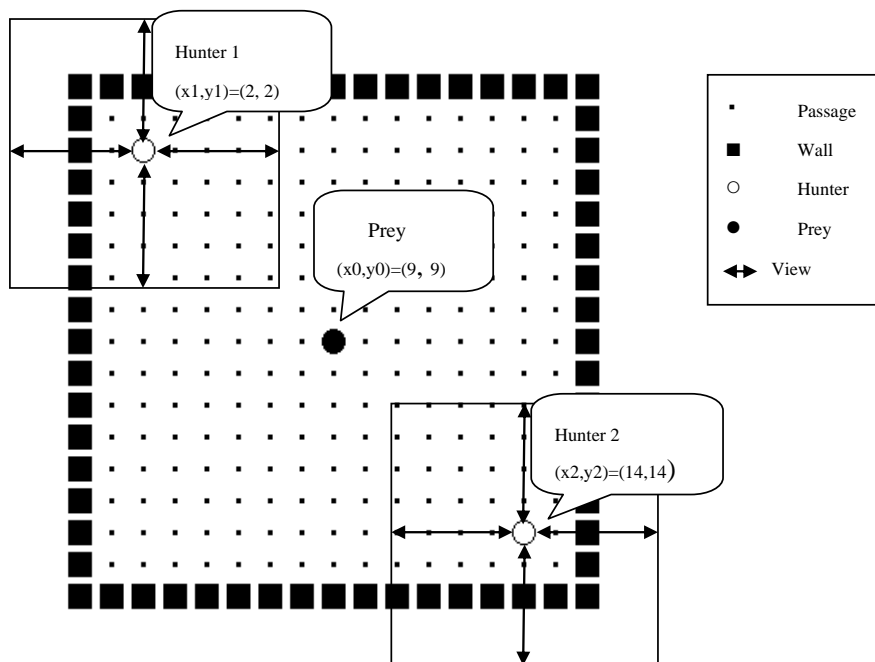 Hunter 1
(x1,y1)=(2, 2)
Passage
Wall
Hunter
Prey
View
Prey
(x0,y0)=(9, 9)
Hunter 2
(x2,y2)=(14,14)